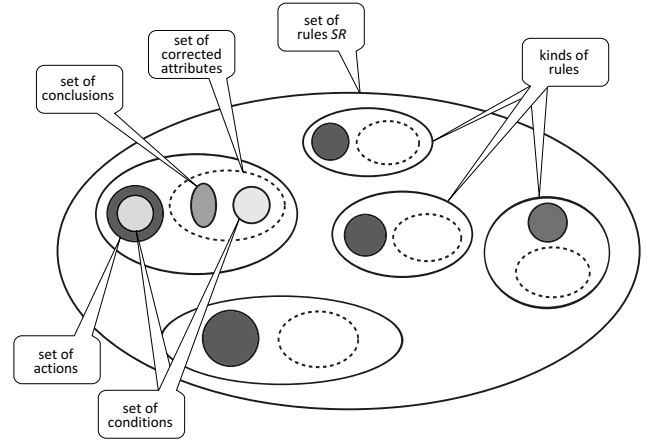 set of
rules SR
set of
corrected
attributes
kinds of
rules
set of
conclusions
set of
actions
set of
conditions